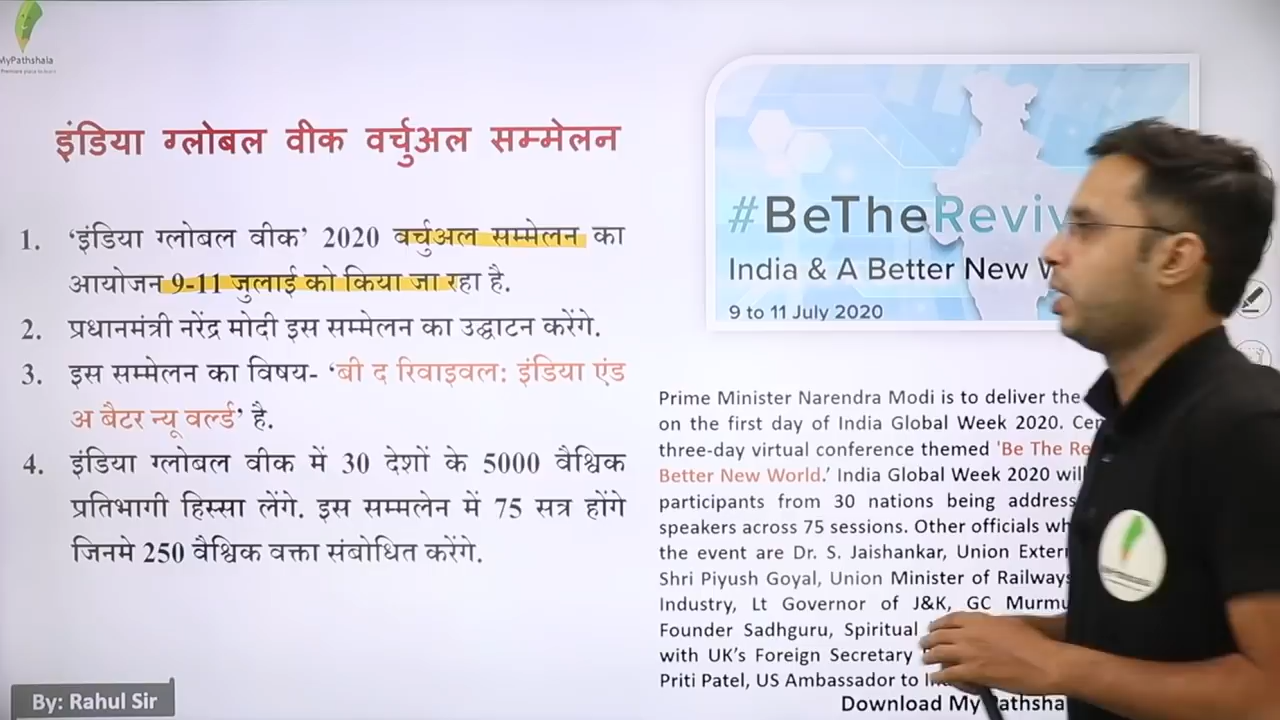 MyPathshala
इंडिया ग्लोबल वीक वर्चुअल सम्मेलन
1. ‘इंडिया ग्लोबल वीक’ 2020 वर्चुअल सम्मेलन का
आयोजन 9-11 जुलाई को किया जा रहा है.
2. प्रधानमंत्री नरेंद्र मोदी इस सम्मेलन का उद्घाटन करेंगे.
3. इस सम्मेलन का विषय- ‘बी द रिवाइवल: इंडिया एंड
अ बैटर न्यू वर्ल्ड’ है.
4. इंडिया ग्लोबल वीक में 30 देशों के 5000 वैश्विक
प्रतिभागी हिस्सा लेंगे. इस सम्मलेन में 75 सत्र होंगे
जिनमे 250 वैश्विक वक्ता संबोधित करेंगे.
#BeTheReviv
India & A Better New W
9 to 11 July 2020
Prime Minister Narendra Modi is to deliver the
on the first day of India Global Week 2020. Cen
three-day virtual conference themed 'Be The Re
Better New World.’ India Global Week 2020 will
participants from 30 nations being address
speakers across 75 sessions. Other officials wh
the event are Dr. S. Jaishankar, Union Extern
Shri Piyush Goyal, Union Minister of Railways
Industry, Lt Governor of J&K, GC Murmu
Founder Sadhguru, Spiritual
with UK’s Foreign Secretary
Priti Patel, US Ambassador to In
Download My Pathsha
By: Rahul Sir